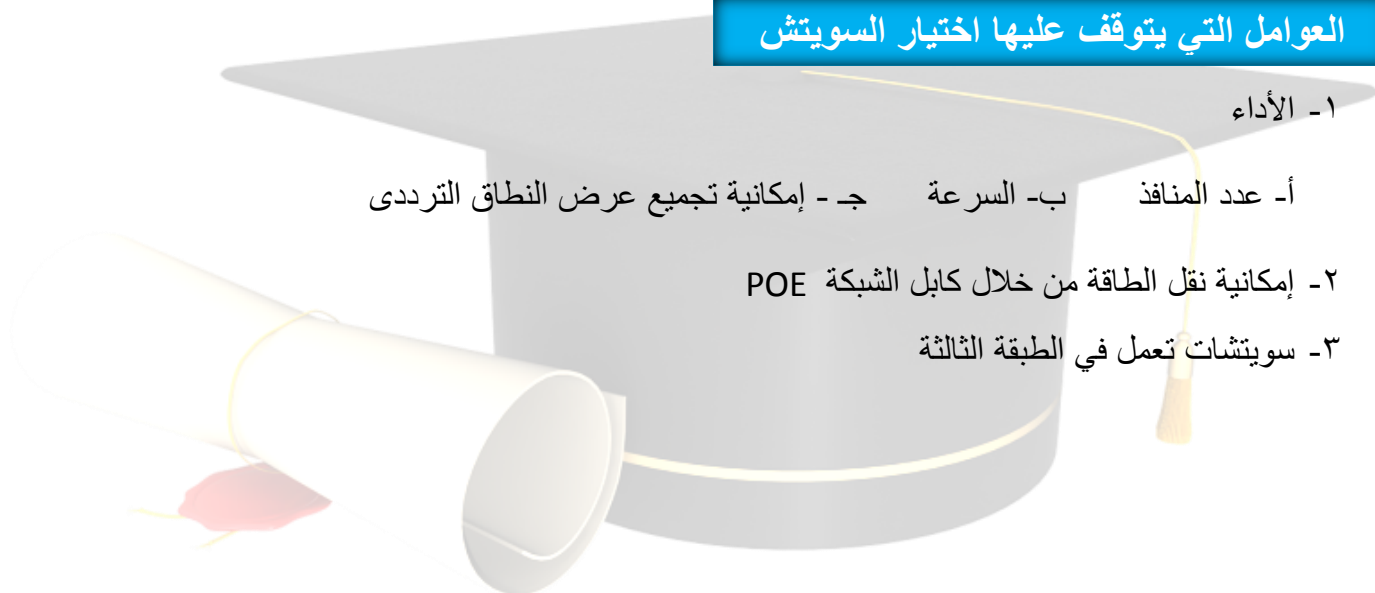 العوامل التي يتوقف عليها اختيار السويتش
١- الأداء
أ- عدد المنافذ ب- السرعة جـ - إمكانية تجميع عرض النطاق الترددى
٢- إمكانية نقل الطاقة من خلال كابل الشبكة POE
٣- سويتشات تعمل في الطبقة الثالثة